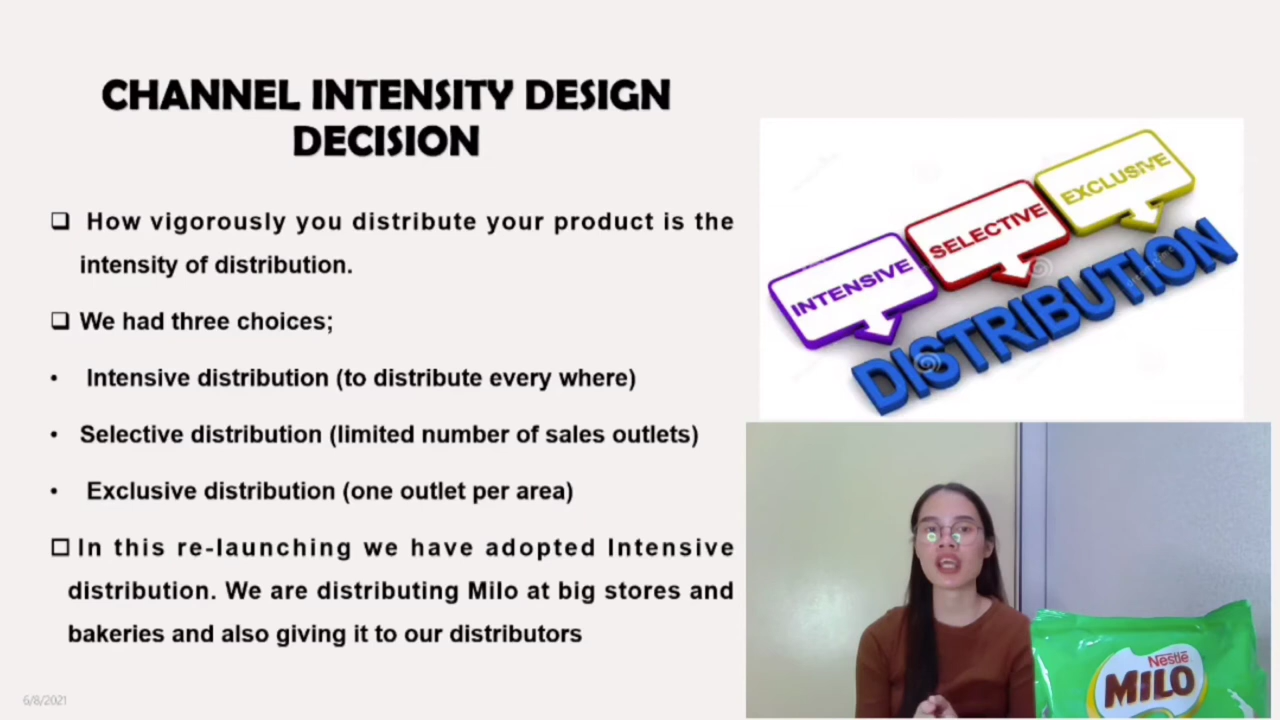 CHANNEL INTENSITY DESIGN
DECISION
How vigorously you distribute your product is the
intensity of distribution.
We had three choices;
• Intensive distribution (to distribute every where)
• Selective distribution (limited number of sales outlets)
• Exclusive distribution (one outlet per area)
In this re-launching we have adopted Intensive
distribution. We are distributing Milo at big stores and
bakeries and also giving it to our distributors
6/8/2021
INTENSIVE
SELECTIVE
EXCLUSIVE
DISTRIBUTION
Nestlé
MILO